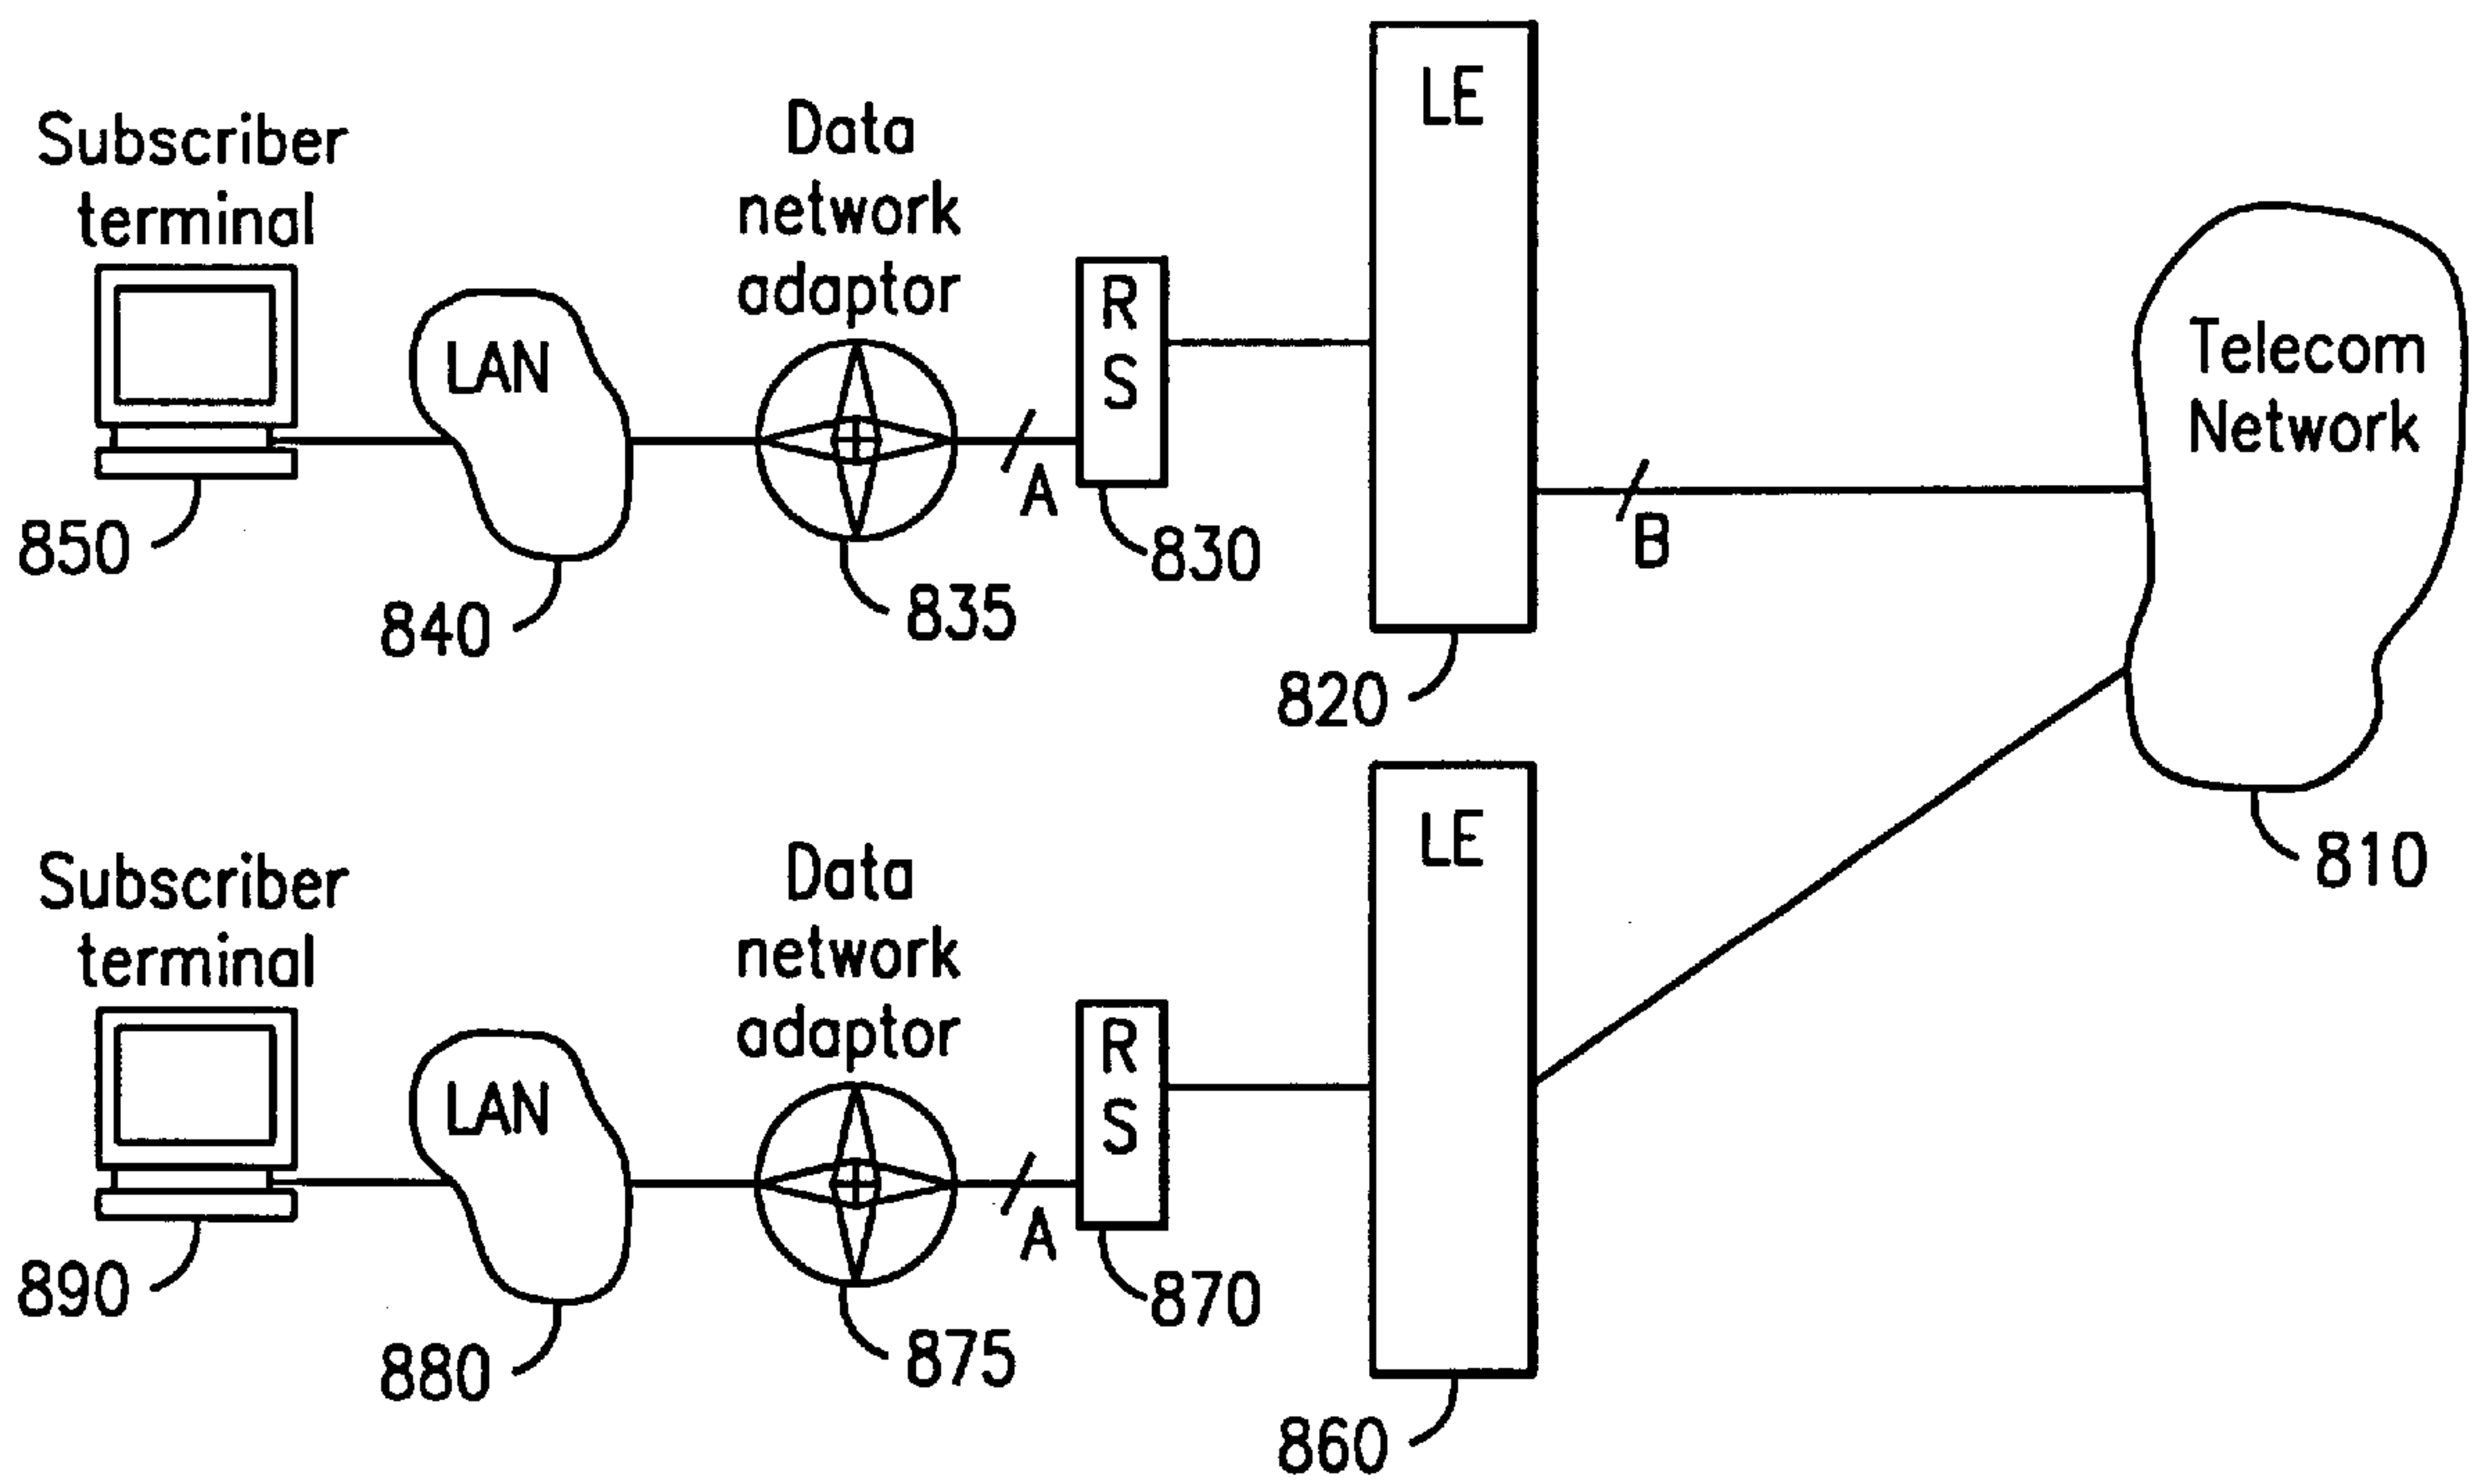 LE
Subscriber
terminal
Data
network
adaptor
R
S
LAN
Telecom
Network
A
B
850
840
835
830
820
810
LE
Subscriber
terminal
Data
network
adaptor
R
S
LAN
A
890
880
875
870
860